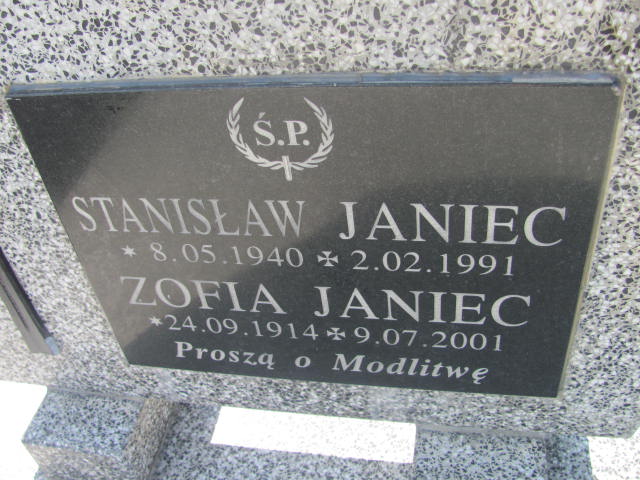 Ś.P.
STANISŁAW JANIEC
* 8.05.1940 ✠ 2.02.1991
ZOFIA JANIEC
*24.09.1914 ✠ 9.07.2001
Proszą o Modlitwę